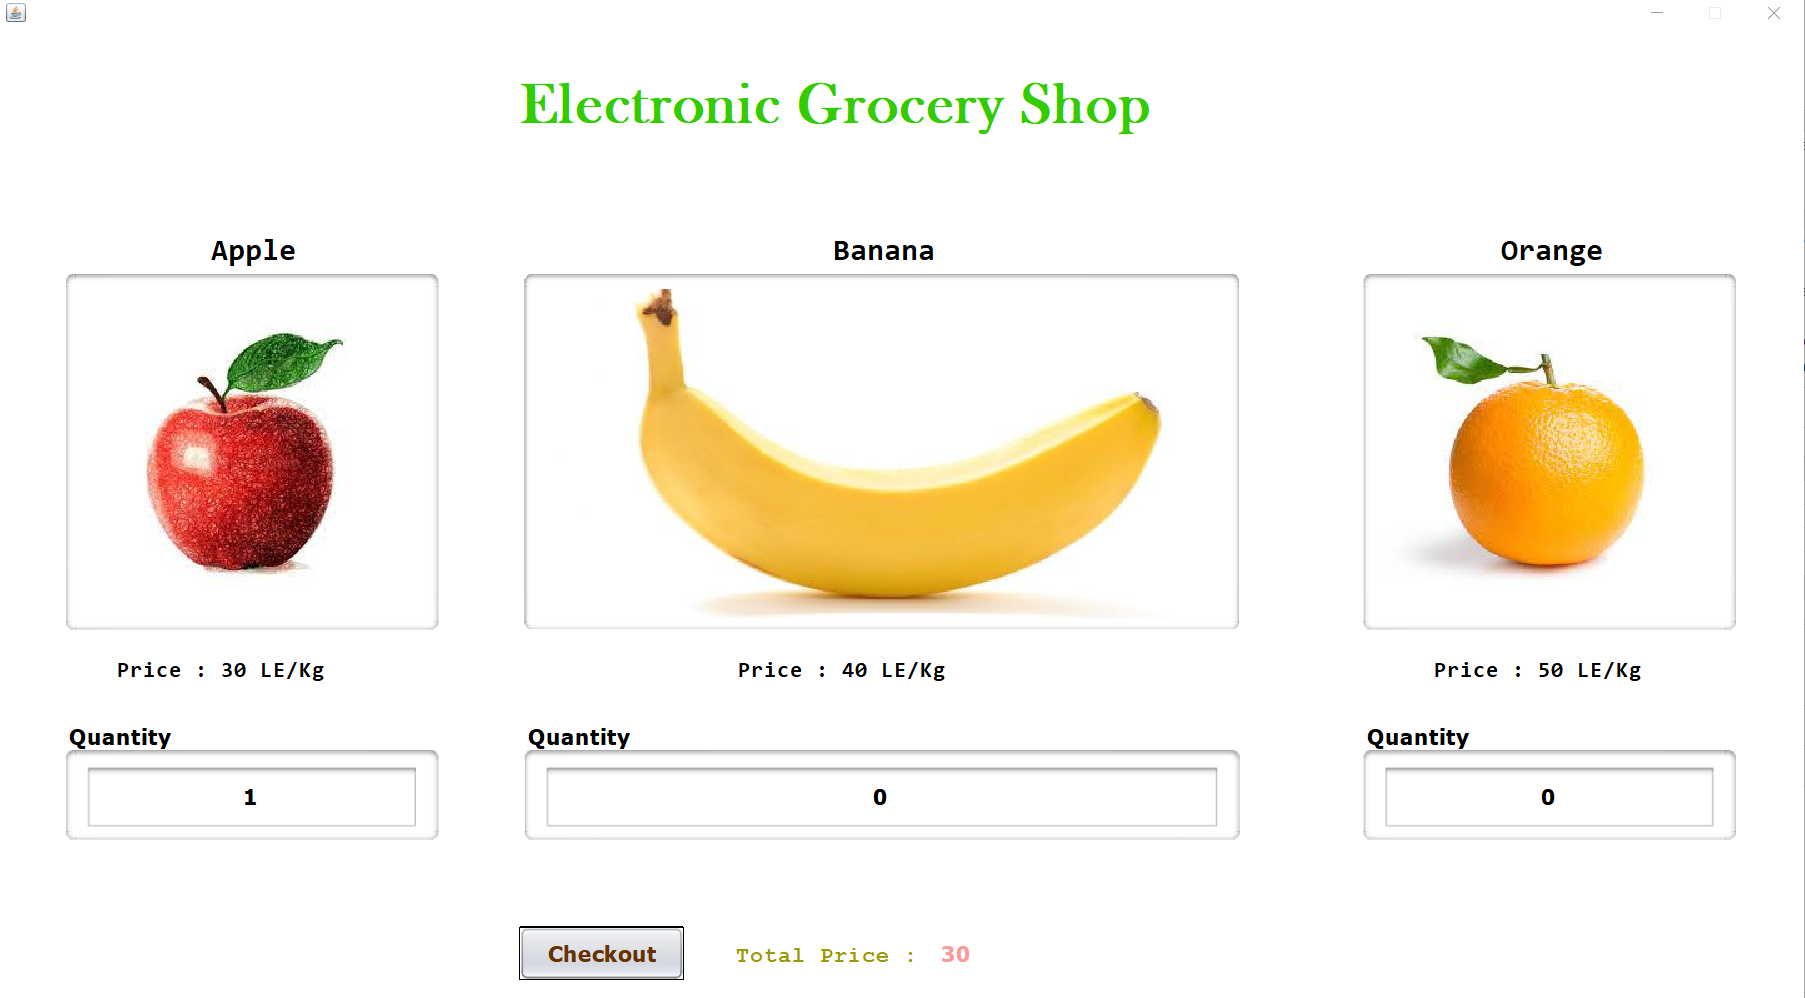 Electronic Grocery Shop
Apple
Banana
Orange
Price : 30 LE/Kg
Price : 40 LE/Kg
Price : 50 LE/Kg
Quantity
Quantity
Quantity
1
0
0
Checkout
Total Price : 30